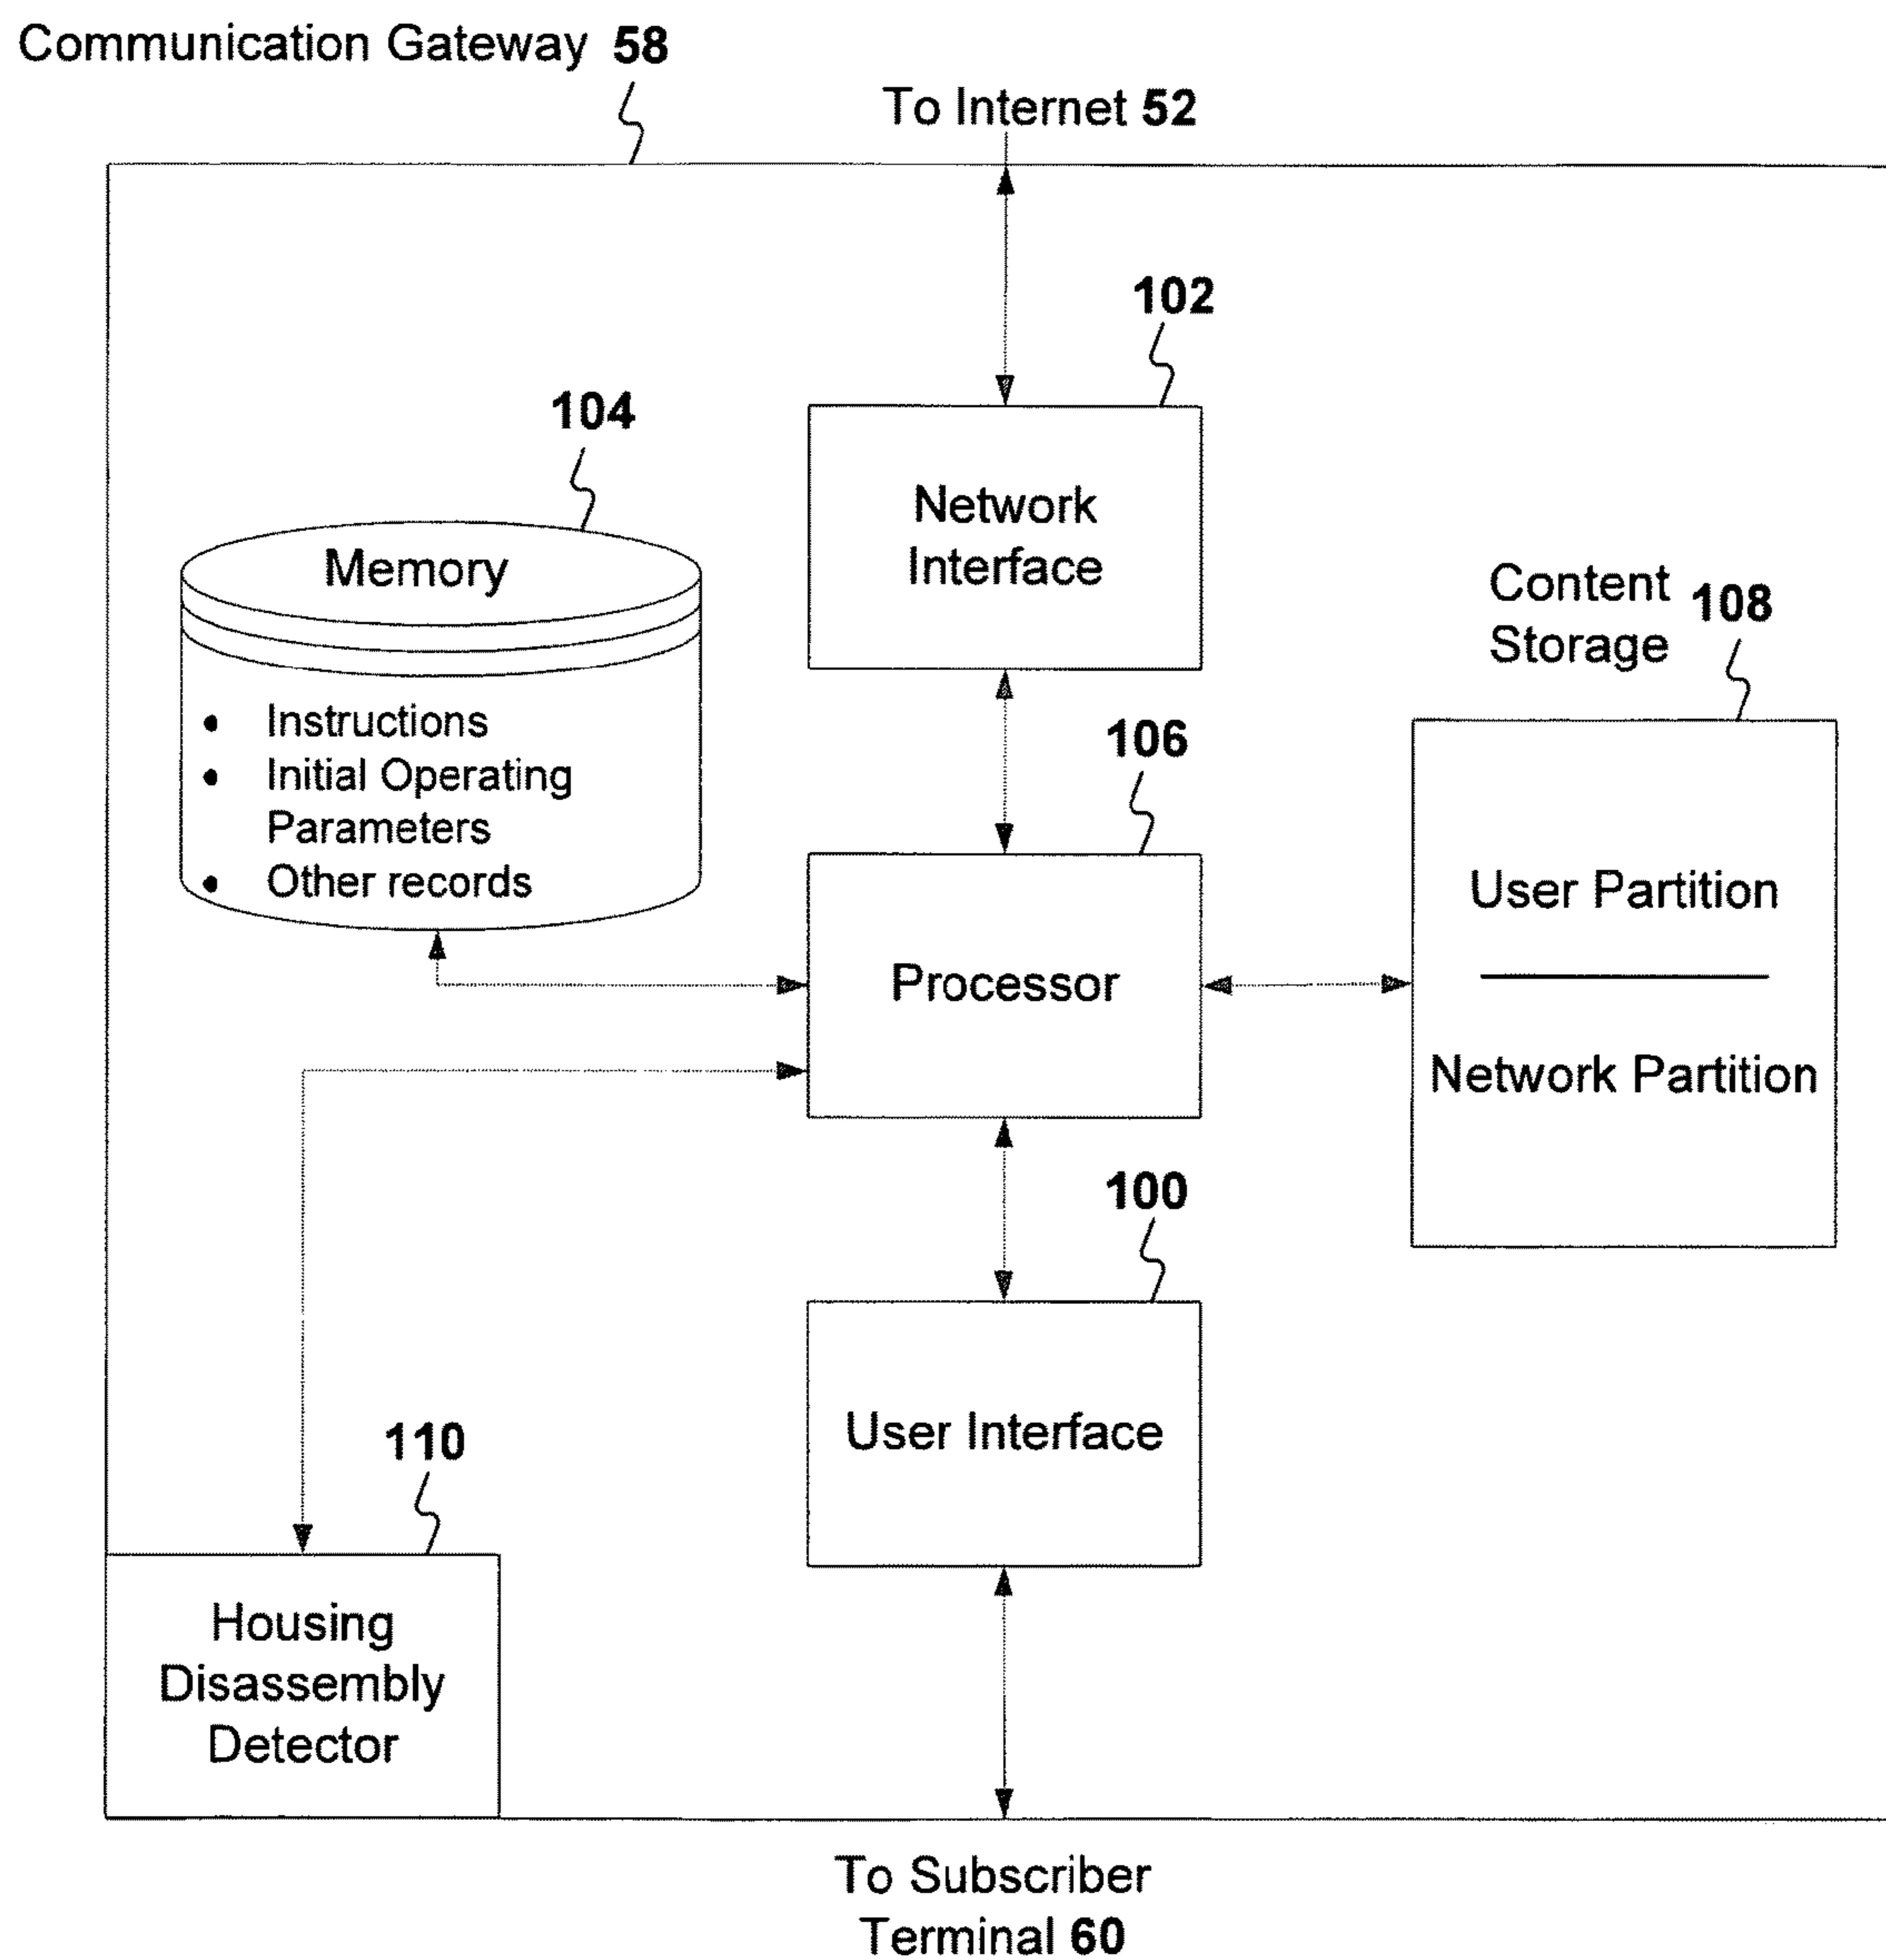 Communication Gateway 58
To Internet 52
102
104
Network
Interface
Memory
Content
Storage
108
• Instructions
• Initial Operating
Parameters
• Other records
106
User Partition
Processor
Network Partition
100
User Interface
110
Housing
Disassembly
Detector
To Subscriber
Terminal 60